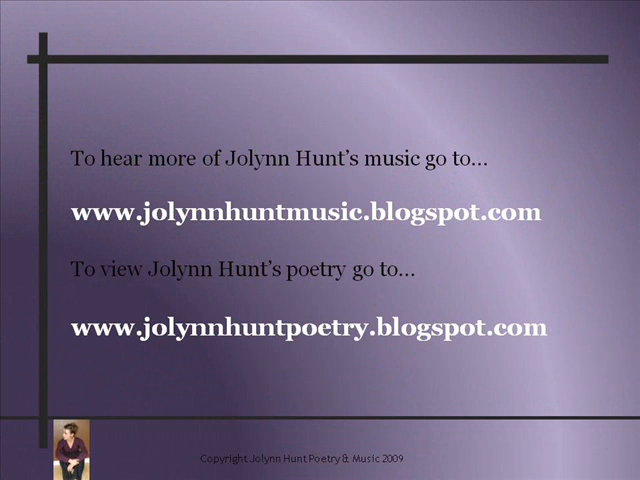 To hear more of Jolynn Hunt’s music go to…
www.jolynnhuntmusic.blogspot.com
To view Jolynn Hunt’s poetry go to…
www.jolynnhuntpoetry.blogspot.com
Copyright Jolynn Hunt Poetry & Music 2009